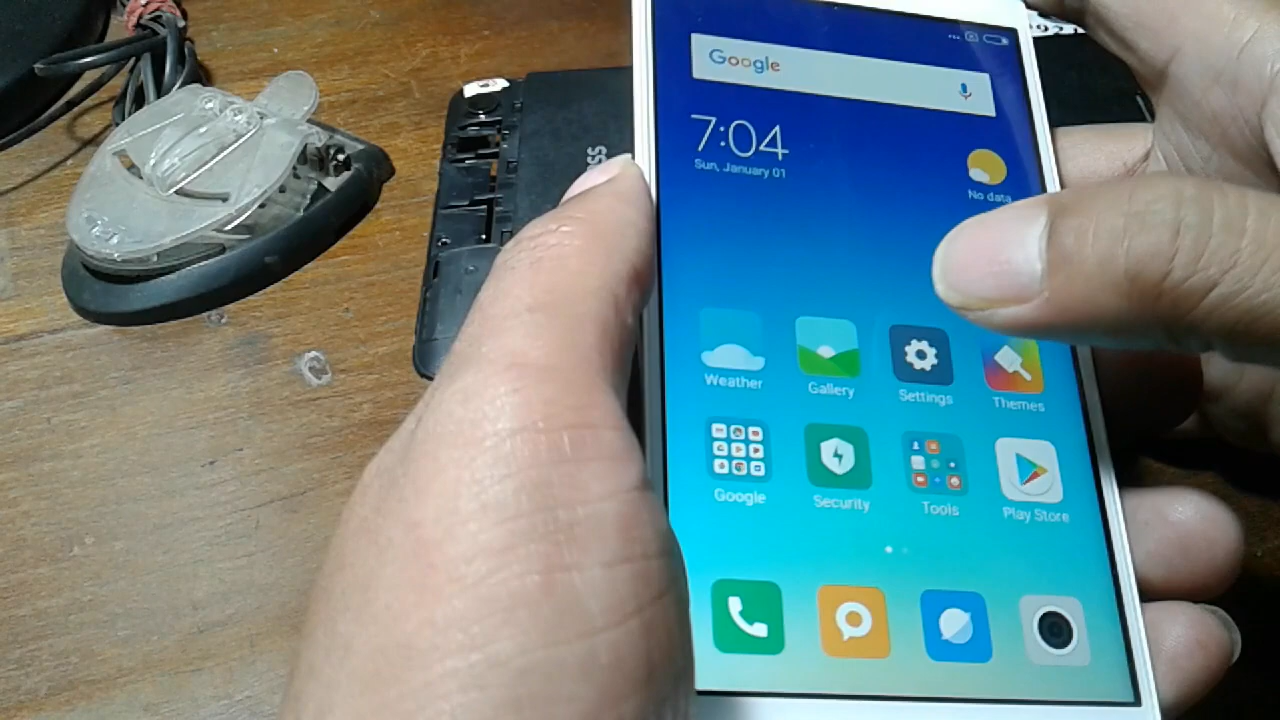 Google
7:04
Sun, January 01
No data
Weather
Gallery
Settings
Themes
Google
Security
Tools
Play Store